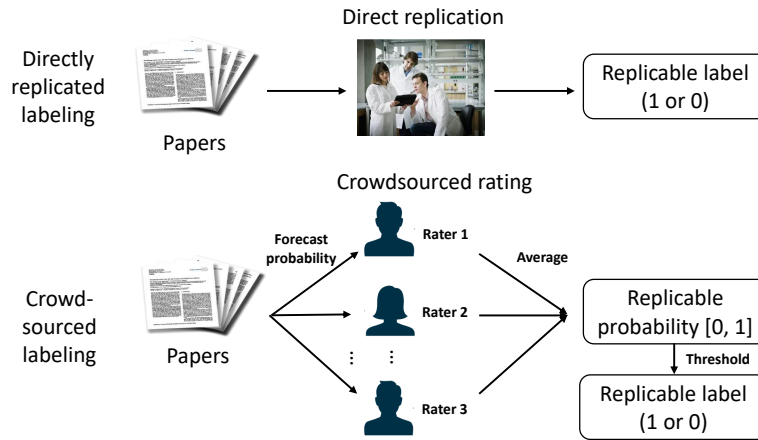 Direct replication
Directly
replicated
labeling
Papers
Replicable label
(1 or 0)
Crowdsourced rating
Forecast
probability
Rater 1
Average
Crowd-
sourced
labeling
Papers
Rater 2
Replicable
probability [0, 1]
Threshold
... ...
Rater 3
Replicable label
(1 or 0)